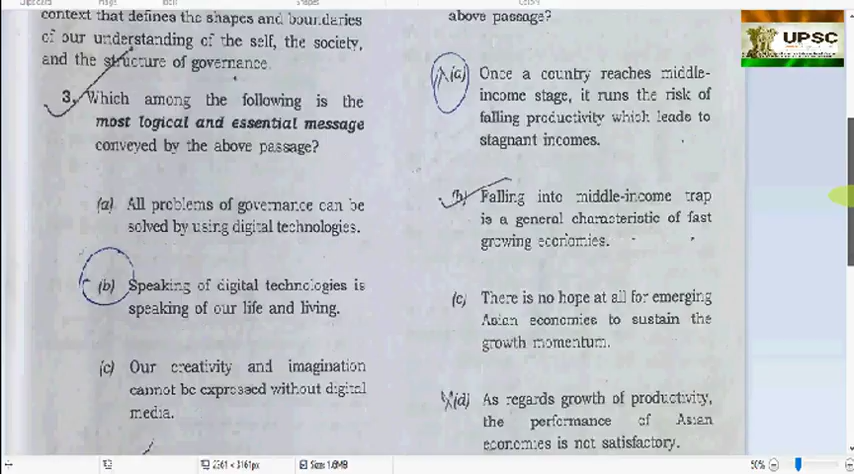 context that defines the shapes and boundaries
of our understanding of the self, the society,
and the structure of governance.
3. Which among the following is the
most logical and essential message
conveyed by the above passage?
(a) All problems of governance can be
solved by using digital technologies.
(b) Speaking of digital technologies is
speaking of our life and living.
(c) Our creativity and imagination
cannot be expressed without digital
media.
above passage?
(a) Once a country reaches middle-
income stage, it runs the risk of
falling productivity which leads to
stagnant incomes.
(b) Falling into middle-income trap
is a general characteristic of fast
growing economies.
(c) There is no hope at all for emerging
Asian economies to sustain the
growth momentum.
(d) As regards growth of productivity,
the performance of Asian
economies is not satisfactory.
UPSC
2361 × 3161px
Size: 1.6MB
50%